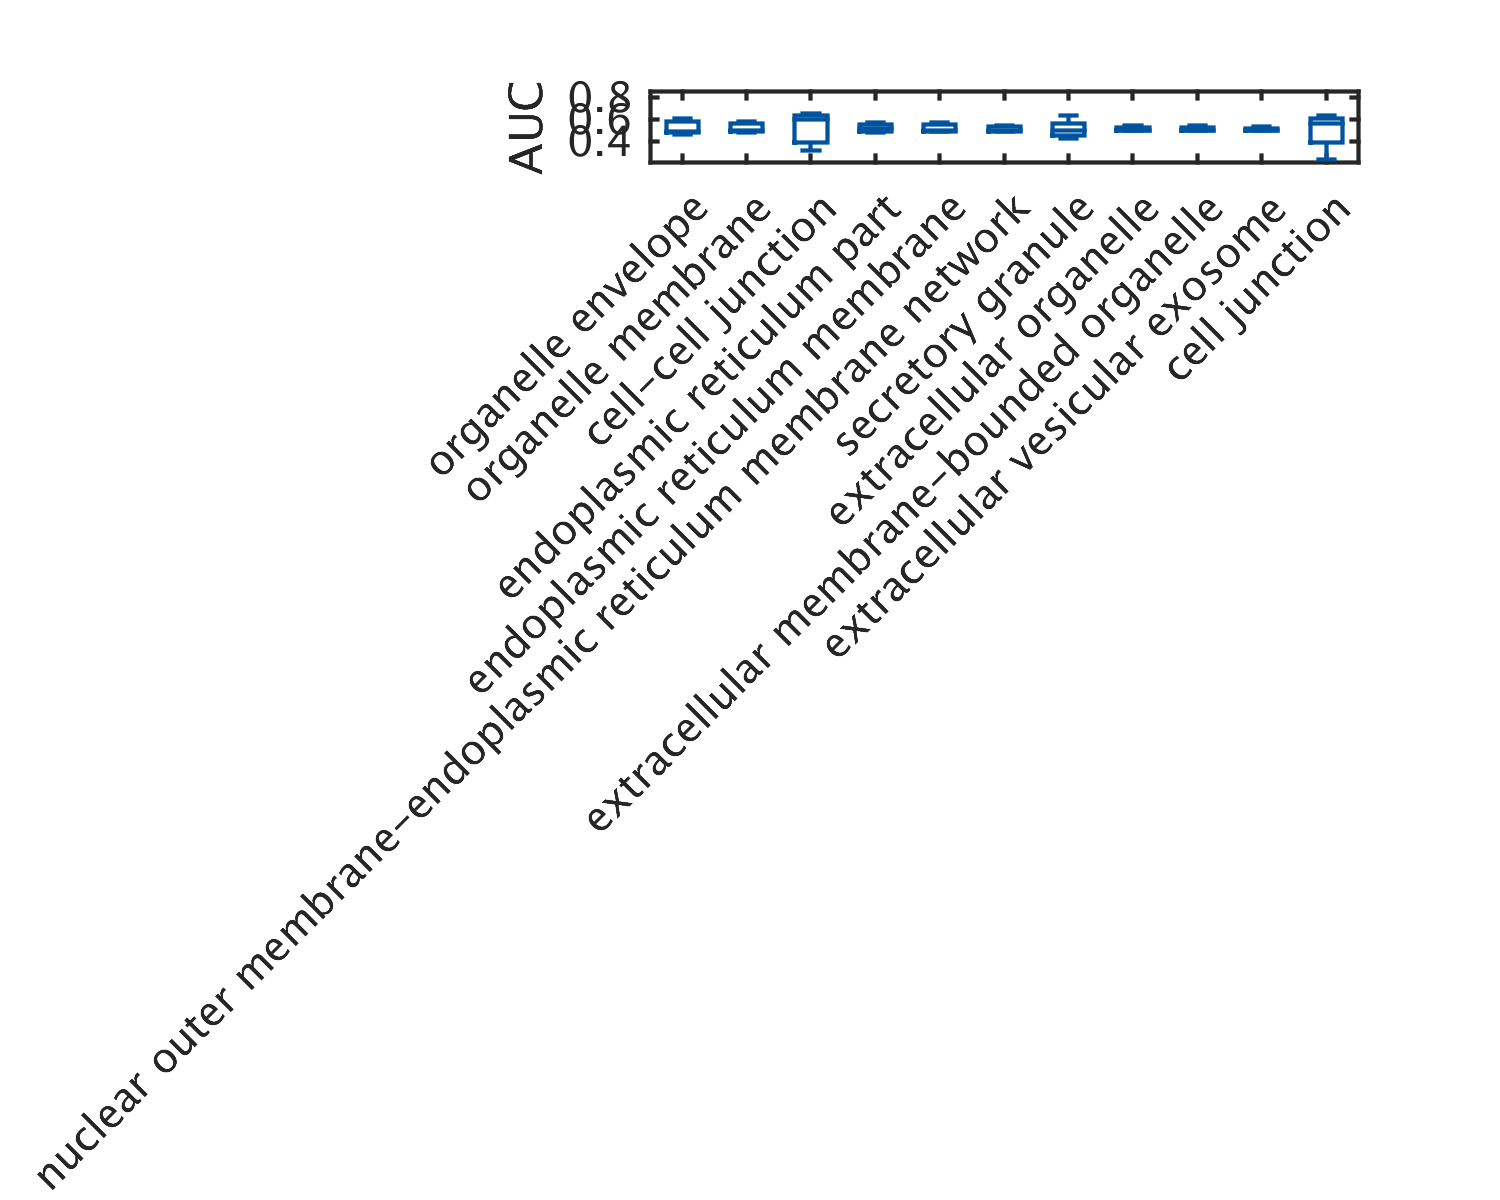 AUC
0.8
0.6
0.4
organelle envelope
organelle membrane
cell−cell junction
endoplasmic reticulum part
endoplasmic reticulum membrane
nuclear outer membrane−endoplasmic reticulum membrane network
secretory granule
extracellular organelle
extracellular membrane−bounded organelle
extracellular vesicular exosome
cell junction